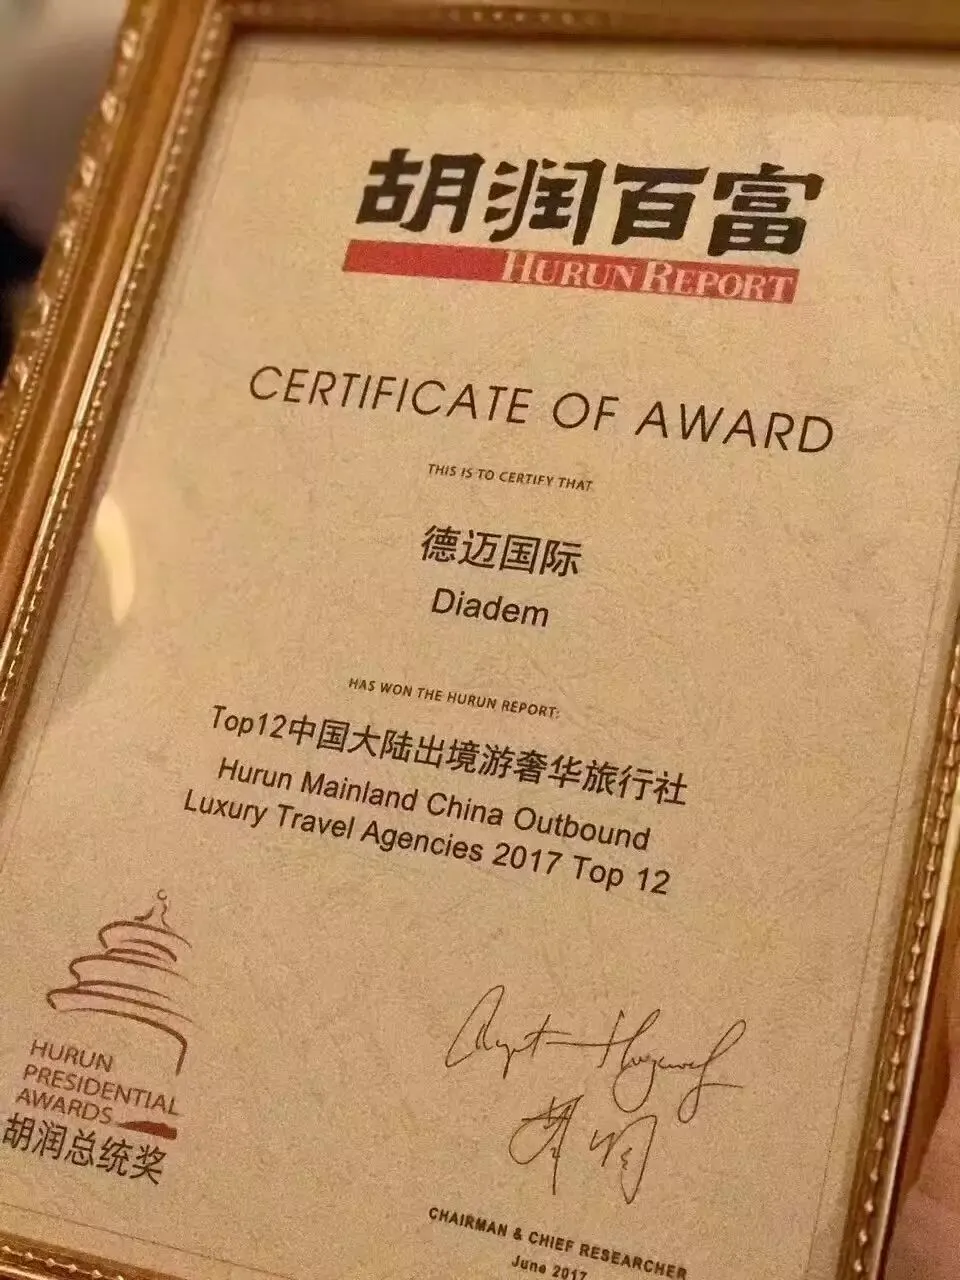 胡润百富
HURUN REPORT
CERTIFICATE OF AWARD
THIS IS TO CERTIFY THAT
德迈国际
Diadem
HAS WON THE HURUN REPORT:
Top12中国大陆出境游奢华旅行社
Hurun Mainland China Outbound
Luxury Travel Agencies 2017 Top 12
HURUN
PRESIDENTIAL
AWARDS
胡润总统奖
CHAIRMAN & CHIEF RESEARCHER
June 2017